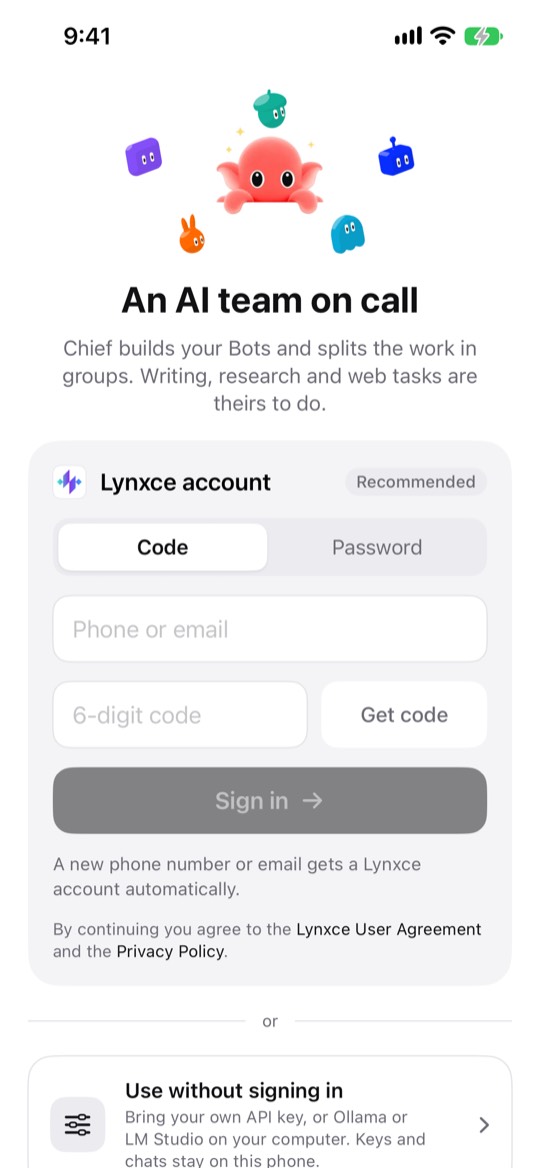 9:41
An AI team on call
Chief builds your Bots and splits the work in
groups. Writing, research and web tasks are
theirs to do.
Lynxce account
Recommended
Code
Password
Phone or email
6-digit code
Get code
Sign in →
A new phone number or email gets a Lynxce
account automatically.
By continuing you agree to the Lynxce User Agreement
and the Privacy Policy.
or
Use without signing in
Bring your own API key, or Ollama or
LM Studio on your computer. Keys and
chats stay on this phone.